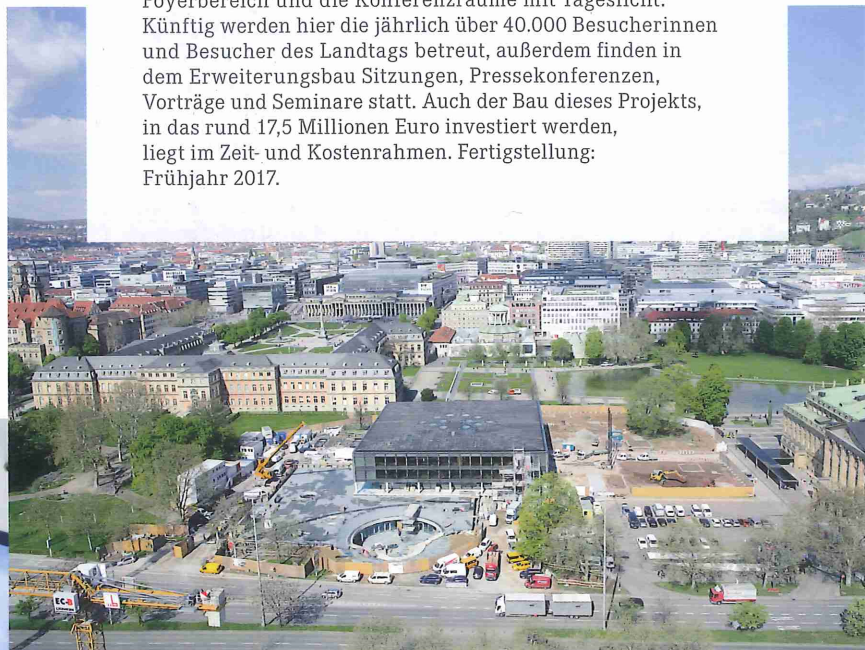 Foyerbereich und die Konferenzräume mit Tageslicht.
Künftig werden hier die jährlich über 40.000 Besucherinnen
und Besucher des Landtags betreut, außerdem finden in
dem Erweiterungsbau Sitzungen, Pressekonferenzen,
Vorträge und Seminare statt. Auch der Bau dieses Projekts,
in das rund 17,5 Millionen Euro investiert werden,
liegt im Zeit- und Kostenrahmen. Fertigstellung:
Frühjahr 2017.